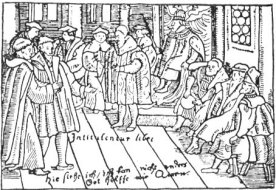 Intitulentur libri
Hie stehe ich, ich kan nicht anders
Got helffe mir Amen